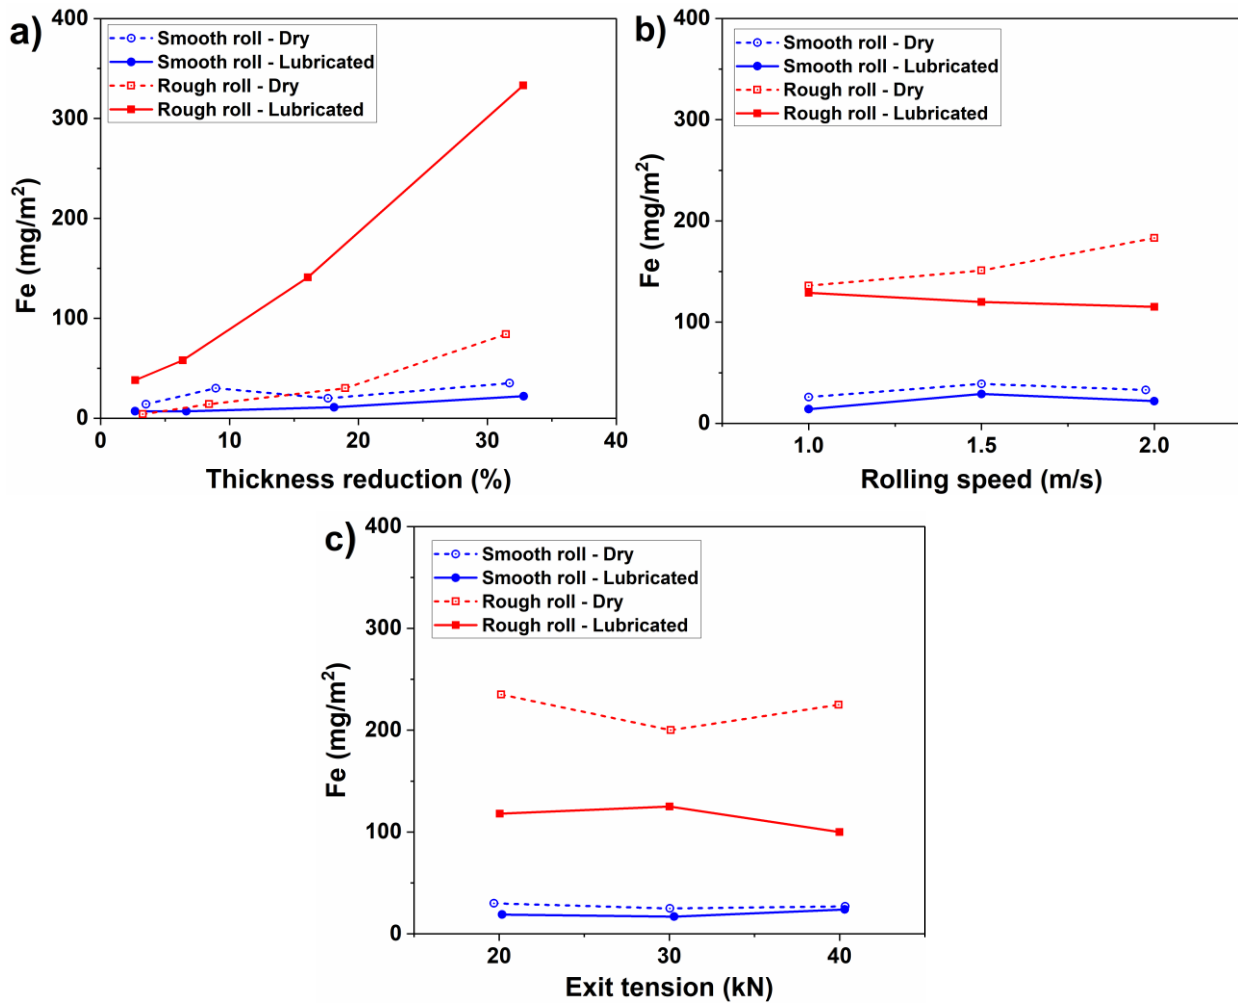 a)
Smooth roll - Dry
Smooth roll - Lubricated
Rough roll - Dry
Rough roll - Lubricated
400
300
200
100
0
Fe (mg/m²)
0 10 20 30 40
Thickness reduction (%)
b)
Smooth roll - Dry
Smooth roll - Lubricated
Rough roll - Dry
Rough roll - Lubricated
400
300
200
100
0
Fe (mg/m²)
1.0 1.5 2.0
Rolling speed (m/s)
c)
Smooth roll - Dry
Smooth roll - Lubricated
Rough roll - Dry
Rough roll - Lubricated
400
300
200
100
0
Fe (mg/m²)
20 30 40
Exit tension (kN)